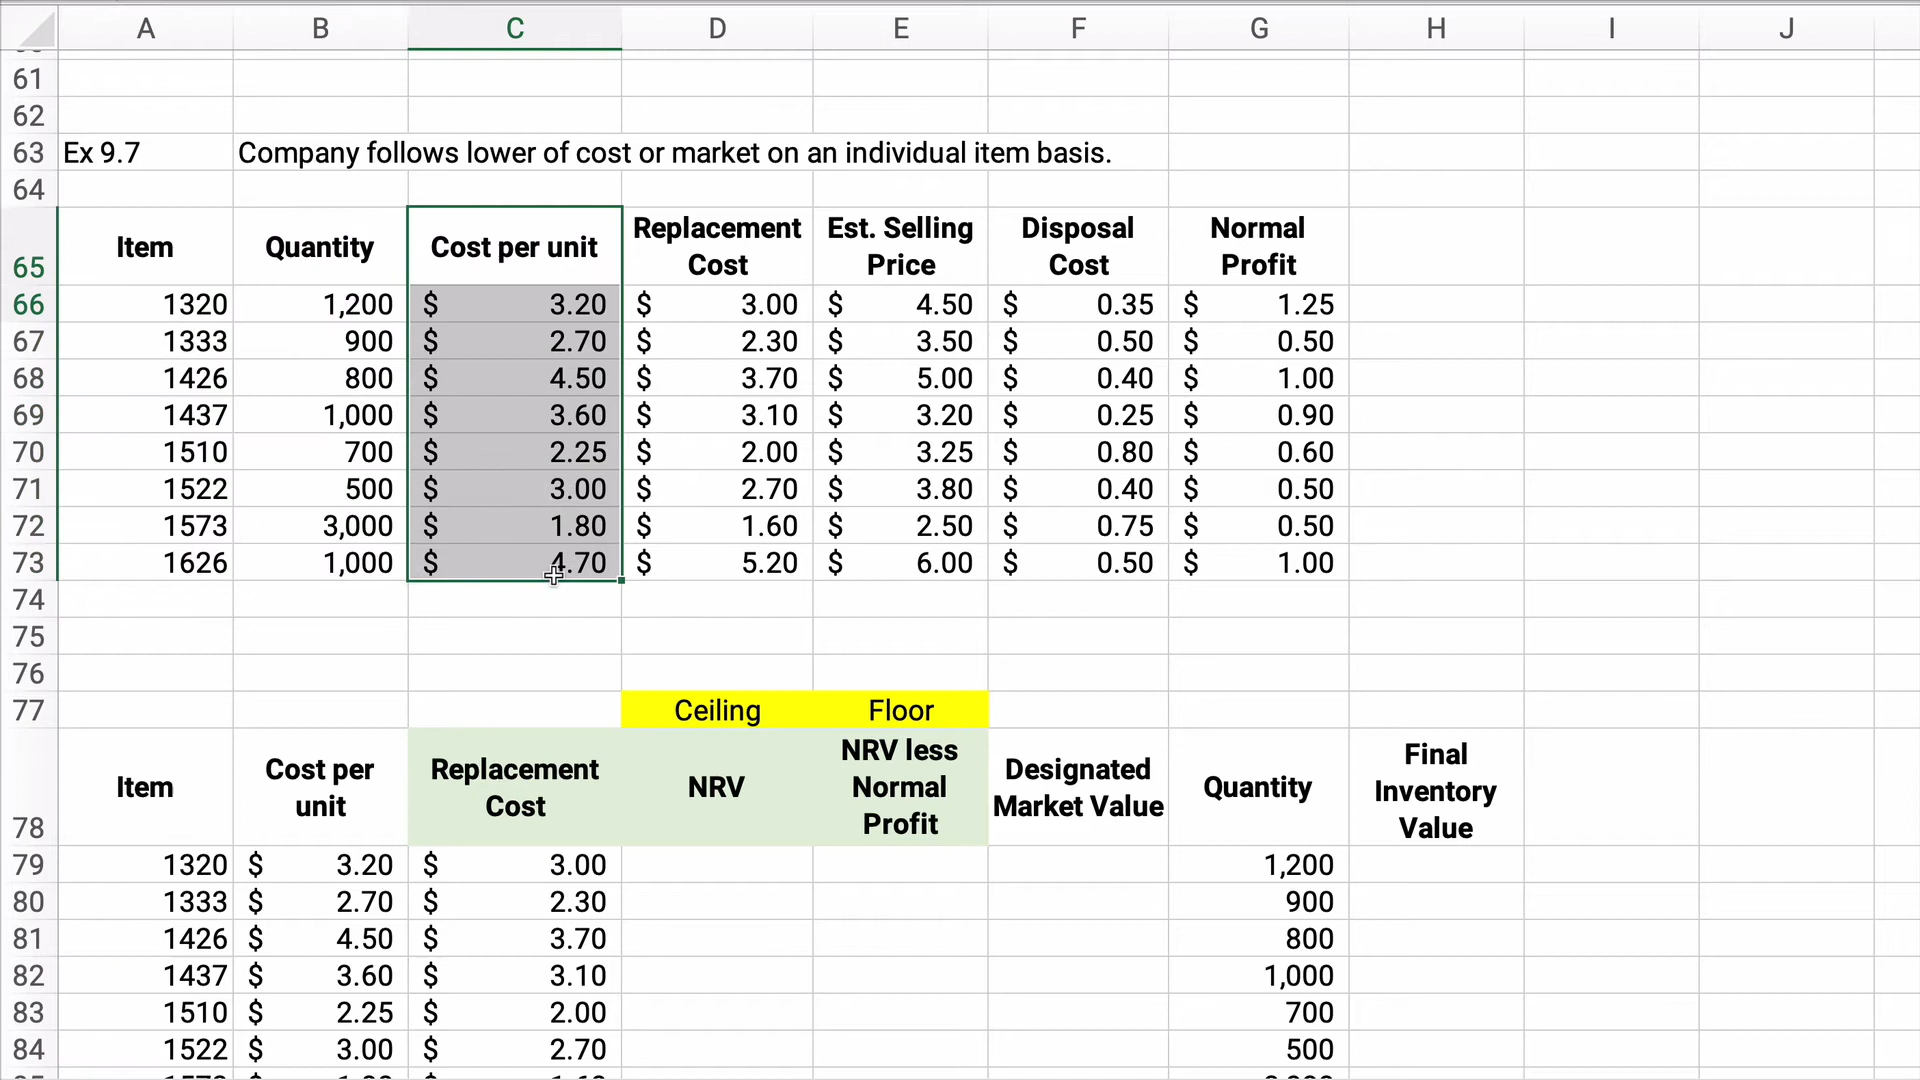 A B C D E F G H I J
61
62
63 Ex 9.7 Company follows lower of cost or market on an individual item basis.
64
65 Item Quantity Cost per unit Replacement Cost Est. Selling Price Disposal Cost Normal Profit
66 1320 1,200 $ 3.20 $ 3.00 $ 4.50 $ 0.35 $ 1.25
67 1333 900 $ 2.70 $ 2.30 $ 3.50 $ 0.50 $ 0.50
68 1426 800 $ 4.50 $ 3.70 $ 5.00 $ 0.40 $ 1.00
69 1437 1,000 $ 3.60 $ 3.10 $ 3.20 $ 0.25 $ 0.90
70 1510 700 $ 2.25 $ 2.00 $ 3.25 $ 0.80 $ 0.60
71 1522 500 $ 3.00 $ 2.70 $ 3.80 $ 0.40 $ 0.50
72 1573 3,000 $ 1.80 $ 1.60 $ 2.50 $ 0.75 $ 0.50
73 1626 1,000 $ 4.70 $ 5.20 $ 6.00 $ 0.50 $ 1.00
74
75
76
77 Ceiling Floor
78 Item Cost per unit Replacement Cost NRV NRV less Normal Profit Designated Market Value Quantity Final Inventory Value
79 1320 $ 3.20 $ 3.00 1,200
80 1333 $ 2.70 $ 2.30 900
81 1426 $ 4.50 $ 3.70 800
82 1437 $ 3.60 $ 3.10 1,000
83 1510 $ 2.25 $ 2.00 700
84 1522 $ 3.00 $ 2.70 500